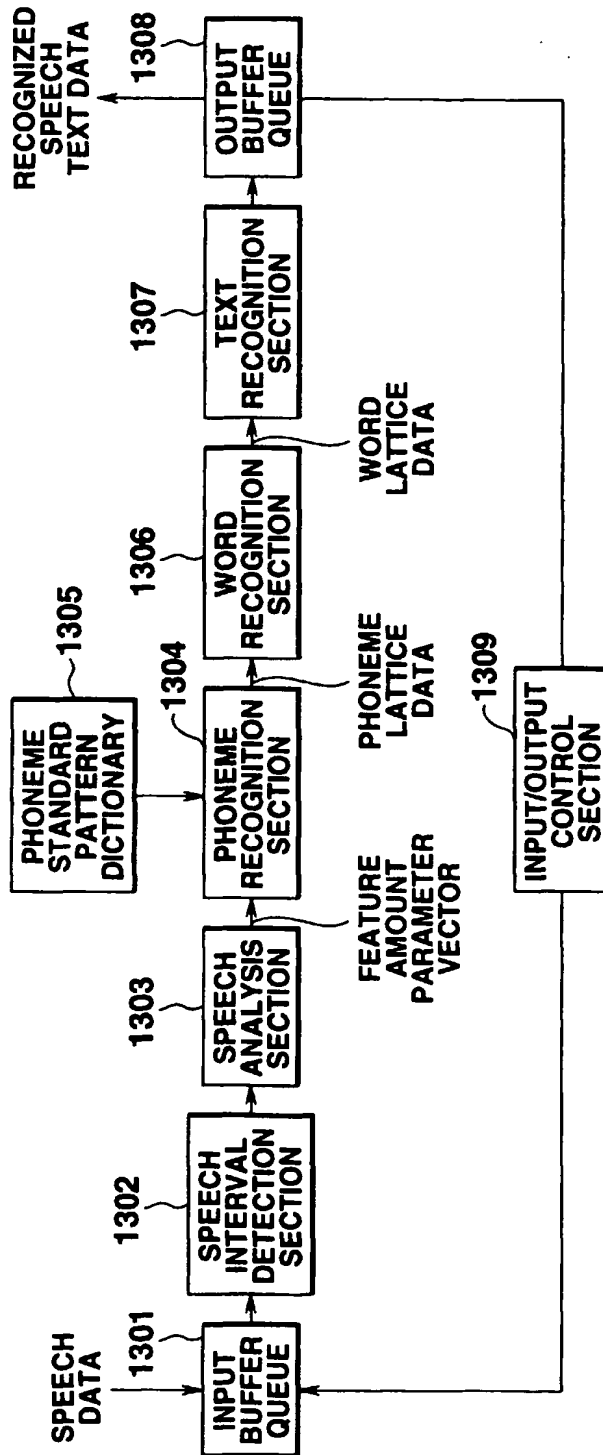 SPEECH
DATA
1301
INPUT
BUFFER
QUEUE
1302
SPEECH
INTERVAL
DETECTION
SECTION
1303
SPEECH
ANALYSIS
SECTION
FEATURE
AMOUNT
PARAMETER
VECTOR
PHONEME
STANDARD
PATTERN
DICTIONARY
1305
1304
PHONEME
RECOGNITION
SECTION
PHONEME
LATTICE
DATA
1306
WORD
RECOGNITION
SECTION
WORD
LATTICE
DATA
1307
TEXT
RECOGNITION
SECTION
RECOGNIZED
SPEECH
TEXT DATA
1308
OUTPUT
BUFFER
QUEUE
1309
INPUT/OUTPUT
CONTROL
SECTION